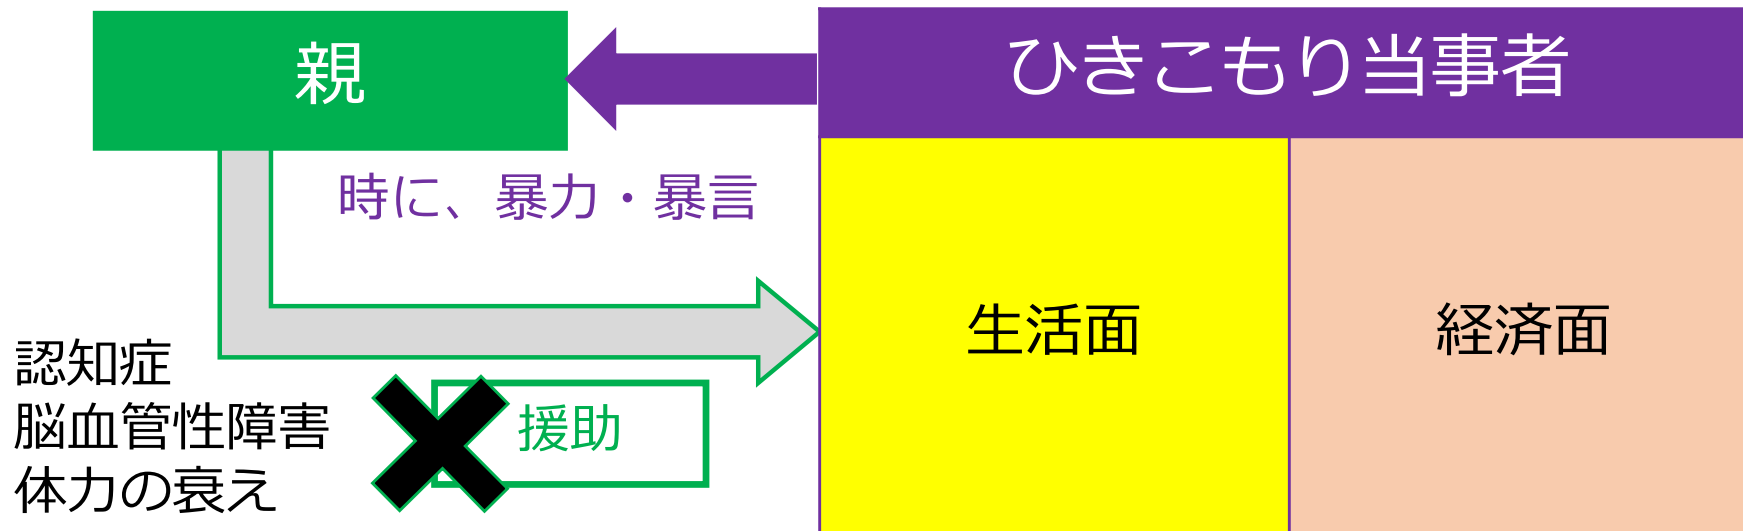 親
ひきこもり当事者
時に、暴力・暴言
生活面
経済面
認知症
脳血管性障害
体力の衰え
援助